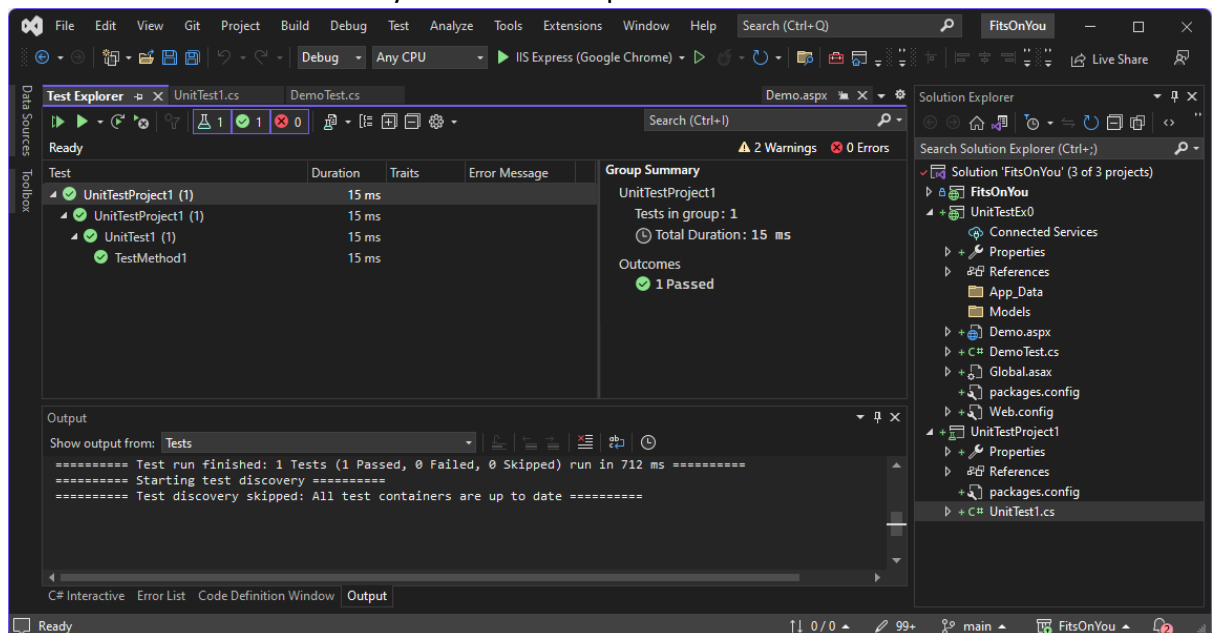 File Edit View Git Project Build Debug Test Analyze Tools Extensions Window Help Search (Ctrl+Q) FitsOnYou
Debug Any CPU IIS Express (Google Chrome) Live Share
Data Sources
Toolbox
Test Explorer UnitTest1.cs DemoTest.cs Demo.aspx
1 1 0 Search (Ctrl+I)
Ready 2 Warnings 0 Errors
Test Duration Traits Error Message
UnitTestProject1 (1) 15 ms
UnitTestProject1 (1) 15 ms
UnitTest1 (1) 15 ms
TestMethod1 15 ms
Group Summary
UnitTestProject1
Tests in group: 1
Total Duration: 15 ms
Outcomes
1 Passed
Output
Show output from: Tests
========== Test run finished: 1 Tests (1 Passed, 0 Failed, 0 Skipped) run in 712 ms ==========
========== Starting test discovery ==========
========== Test discovery skipped: All test containers are up to date ==========
C# Interactive Error List Code Definition Window Output
Solution Explorer
Search Solution Explorer (Ctrl+;)
Solution 'FitsOnYou' (3 of 3 projects)
FitsOnYou
UnitTestEx0
Connected Services
Properties
References
App_Data
Models
Demo.aspx
C# DemoTest.cs
Global.asax
packages.config
Web.config
UnitTestProject1
Properties
References
packages.config
C# UnitTest1.cs
Ready 0 / 0 99+ main FitsOnYou 2